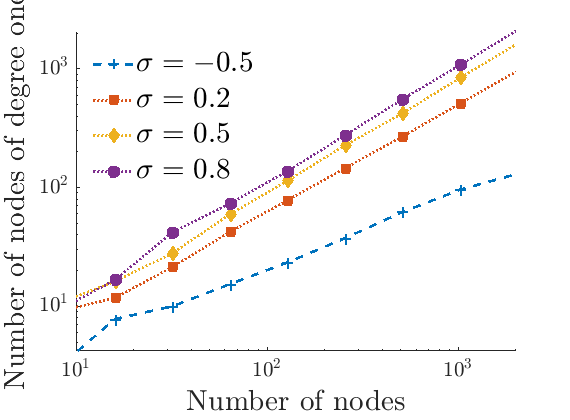 Number of nodes of degree one
10³
10²
10¹
σ = −0.5
σ = 0.2
σ = 0.5
σ = 0.8
10¹ 10² 10³
Number of nodes